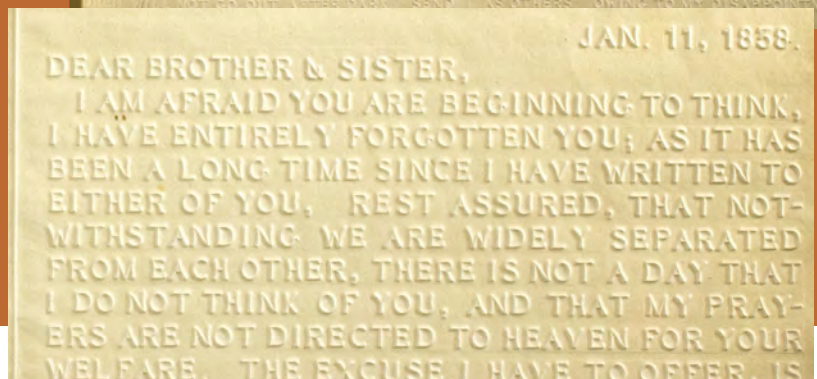 JAN. 11, 1858.
DEAR BROTHER & SISTER,
I AM AFRAID YOU ARE BEGINNING TO THINK,
I HAVE ENTIRELY FORGOTTEN YOU; AS IT HAS
BEEN A LONG TIME SINCE I HAVE WRITTEN TO
EITHER OF YOU. REST ASSURED, THAT NOT-
WITHSTANDING WE ARE WIDELY SEPARATED
FROM EACH OTHER, THERE IS NOT A DAY THAT
I DO NOT THINK OF YOU, AND THAT MY PRAY-
ERS ARE NOT DIRECTED TO HEAVEN FOR YOUR
WELFARE. THE EXCUSE I HAVE TO OFFER, IS